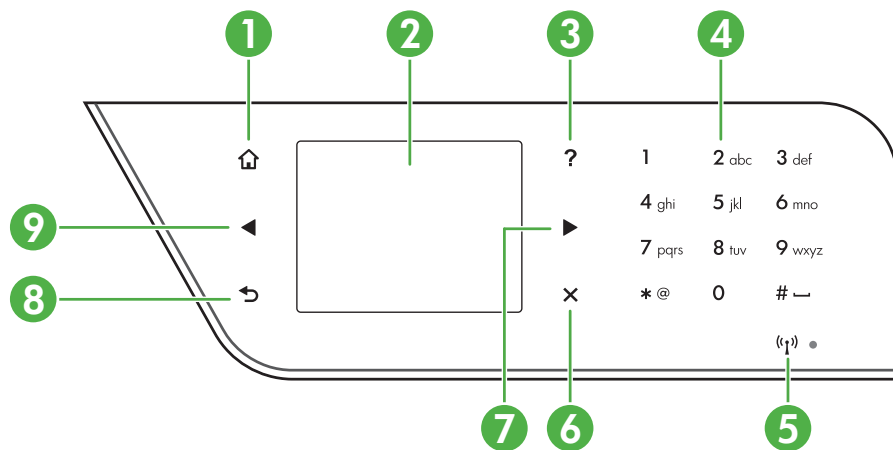 1 2 3 4
? 1 2 abc 3 def
4 ghi 5 jkl 6 mno
9
7 pqrs 8 tuv 9 wxyz
8 * @ 0 #
7 6 5